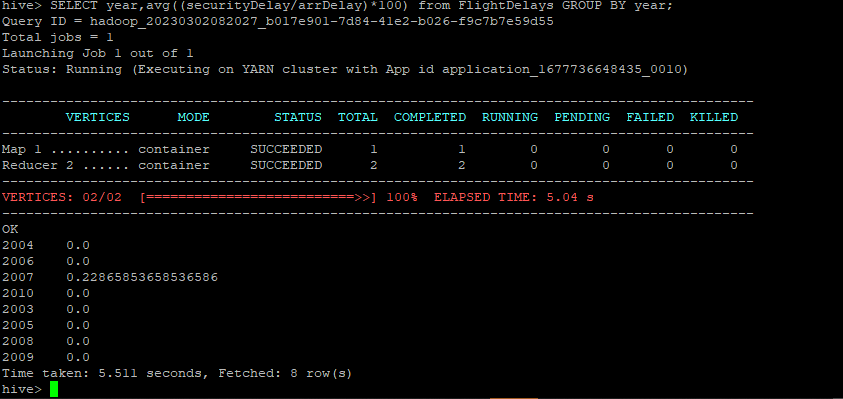 hive> SELECT year,avg((securityDelay/arrDelay)*100) from FlightDelays GROUP BY year;
Query ID = hadoop_20230302082027_b017e901-7d84-41e2-b026-f9c7b7e59d55
Total jobs = 1
Launching Job 1 out of 1
Status: Running (Executing on YARN cluster with App id application_1677736648435_0010)
----------------------------------------------------------------------------------------------
VERTICES MODE STATUS TOTAL COMPLETED RUNNING PENDING FAILED KILLED
----------------------------------------------------------------------------------------------
Map 1 .......... container SUCCEEDED 1 1 0 0 0 0
Reducer 2 ...... container SUCCEEDED 2 2 0 0 0 0
----------------------------------------------------------------------------------------------
VERTICES: 02/02 [==========================>>] 100% ELAPSED TIME: 5.04 s
----------------------------------------------------------------------------------------------
OK
2004 0.0
2006 0.0
2007 0.22865853658536586
2010 0.0
2003 0.0
2005 0.0
2008 0.0
2009 0.0
Time taken: 5.511 seconds, Fetched: 8 row(s)
hive>